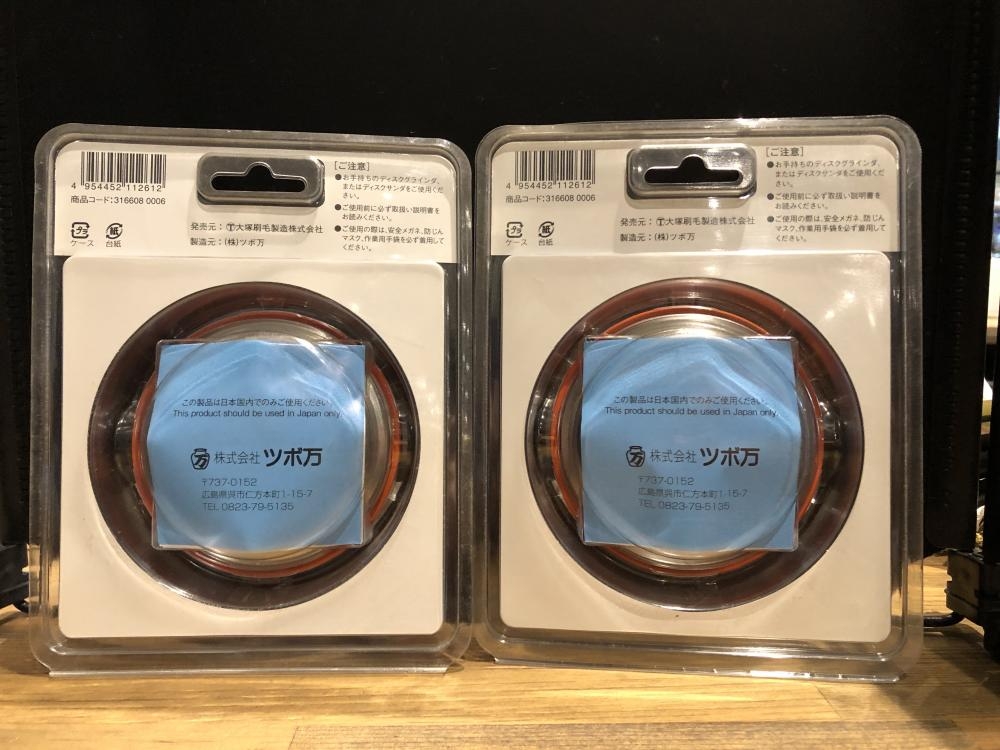 4 954452 112612
商品コード:316608 0006
プラ
紙
ケース 台紙
発売元:㊦大塚刷毛製造株式会社
製造元:(株)ツボ万
[ご注意]
●お手持ちのディスクグラインダ、
またはディスクサンダをご使用くだ
さい。
●ご使用前に必ず取扱い説明書を
お読みください。
●ご使用の際は、安全メガネ、防じん
マスク、作業用手袋を必ず着用して
ください。
この製品は日本国内でのみご使用ください。
This product should be used in Japan only.
万 株式会社 ツボ万
〒737-0152
広島県呉市仁方本町1-15-7
TEL 0823-79-5135
4 954452 112612
商品コード:316608 0006
プラ
紙
ケース 台紙
発売元:㊦大塚刷毛製造株式会社
製造元:(株)ツボ万
[ご注意]
●お手持ちのディスクグラインダ、
またはディスクサンダをご使用くだ
さい。
●ご使用前に必ず取扱い説明書を
お読みください。
●ご使用の際は、安全メガネ、防じん
マスク、作業用手袋を必ず着用して
ください。
この製品は日本国内でのみご使用ください。
This product should be used in Japan only.
万 株式会社 ツボ万
〒737-0152
広島県呉市仁方本町1-15-7
TEL 0823-79-5135